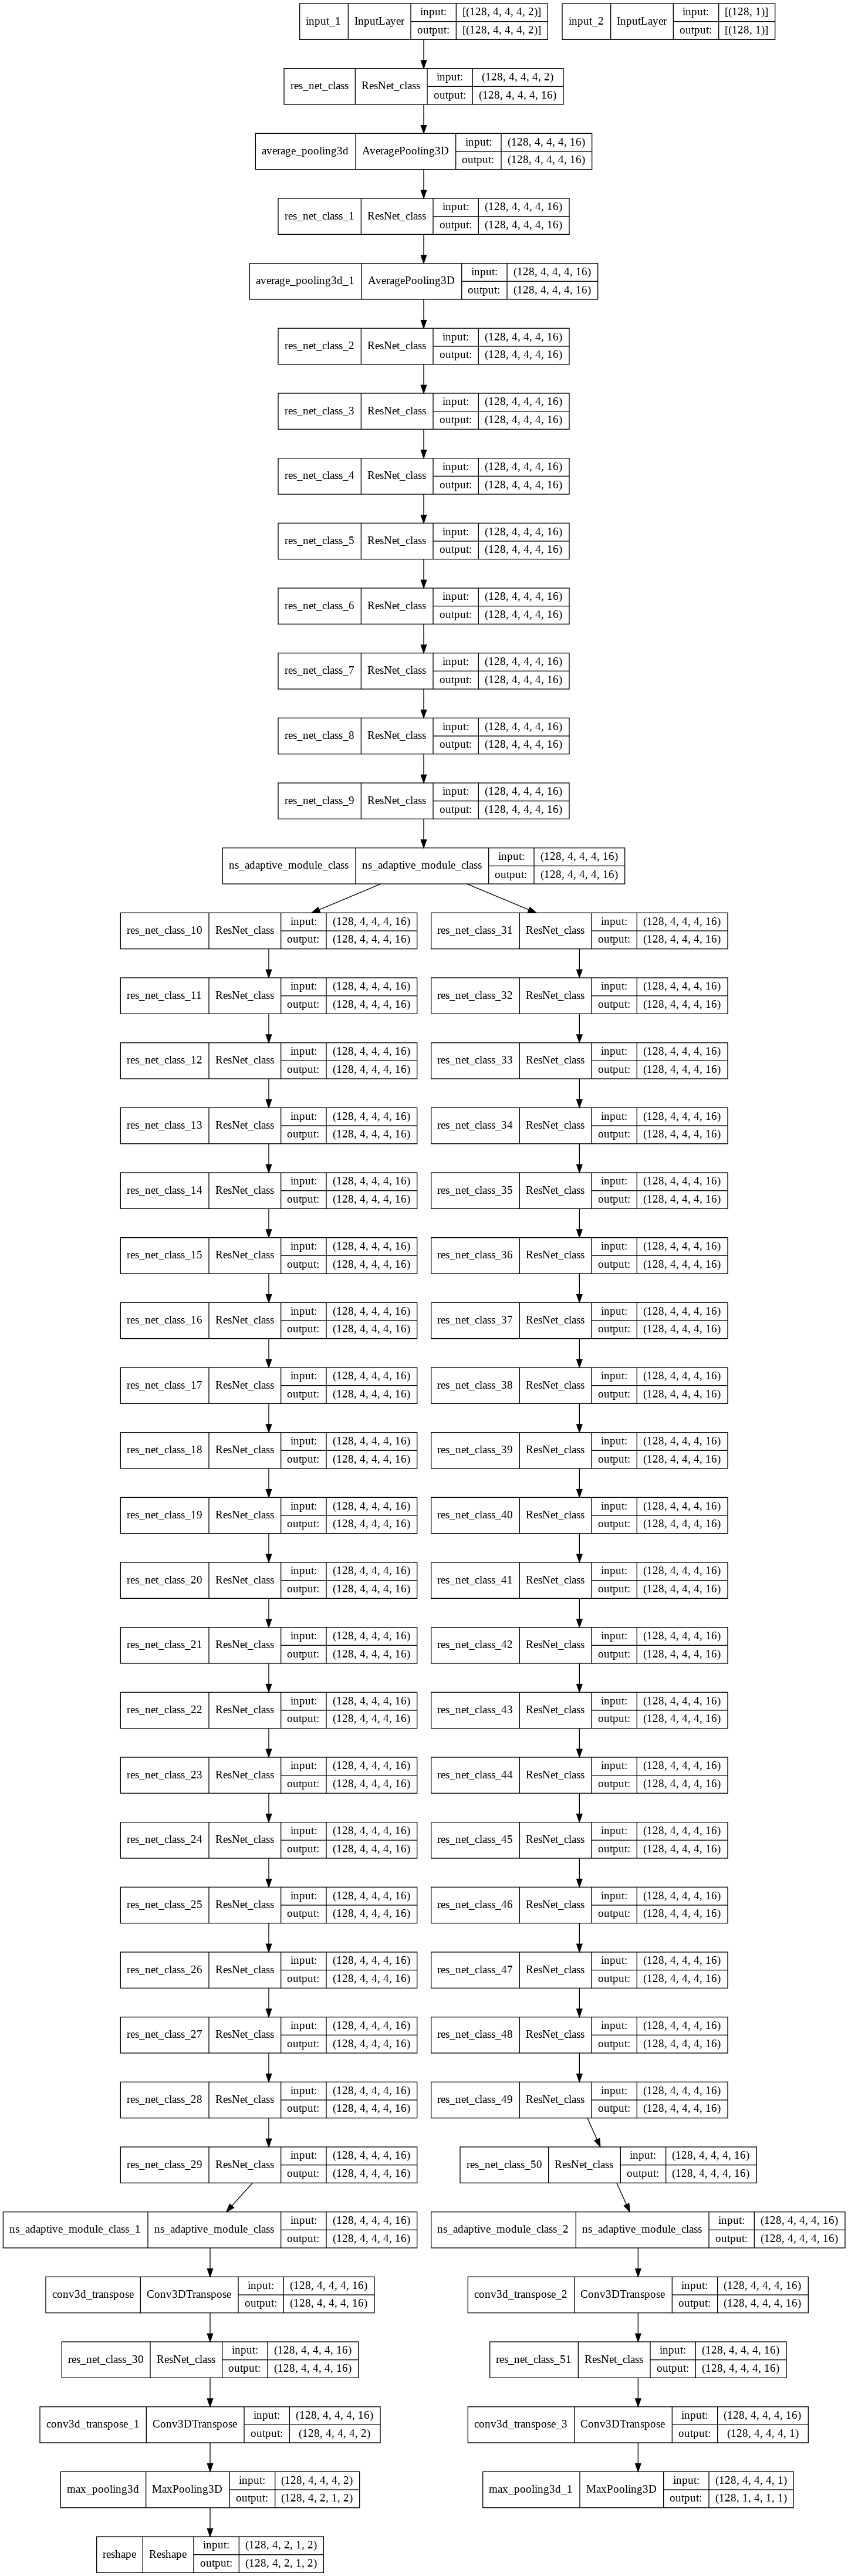 input_1 InputLayer input: [(128, 4, 4, 4, 2)] output: [(128, 4, 4, 4, 2)]
input_2 InputLayer input: [(128, 1)] output: [(128, 1)]
res_net_class ResNet_class input: (128, 4, 4, 4, 2) output: (128, 4, 4, 4, 16)
average_pooling3d AveragePooling3D input: (128, 4, 4, 4, 16) output: (128, 4, 4, 4, 16)
res_net_class_1 ResNet_class input: (128, 4, 4, 4, 16) output: (128, 4, 4, 4, 16)
average_pooling3d_1 AveragePooling3D input: (128, 4, 4, 4, 16) output: (128, 4, 4, 4, 16)
res_net_class_2 ResNet_class input: (128, 4, 4, 4, 16) output: (128, 4, 4, 4, 16)
res_net_class_3 ResNet_class input: (128, 4, 4, 4, 16) output: (128, 4, 4, 4, 16)
res_net_class_4 ResNet_class input: (128, 4, 4, 4, 16) output: (128, 4, 4, 4, 16)
res_net_class_5 ResNet_class input: (128, 4, 4, 4, 16) output: (128, 4, 4, 4, 16)
res_net_class_6 ResNet_class input: (128, 4, 4, 4, 16) output: (128, 4, 4, 4, 16)
res_net_class_7 ResNet_class input: (128, 4, 4, 4, 16) output: (128, 4, 4, 4, 16)
res_net_class_8 ResNet_class input: (128, 4, 4, 4, 16) output: (128, 4, 4, 4, 16)
res_net_class_9 ResNet_class input: (128, 4, 4, 4, 16) output: (128, 4, 4, 4, 16)
ns_adaptive_module_class ns_adaptive_module_class input: (128, 4, 4, 4, 16) output: (128, 4, 4, 4, 16)
res_net_class_10 ResNet_class input: (128, 4, 4, 4, 16) output: (128, 4, 4, 4, 16)
res_net_class_31 ResNet_class input: (128, 4, 4, 4, 16) output: (128, 4, 4, 4, 16)
res_net_class_11 ResNet_class input: (128, 4, 4, 4, 16) output: (128, 4, 4, 4, 16)
res_net_class_32 ResNet_class input: (128, 4, 4, 4, 16) output: (128, 4, 4, 4, 16)
res_net_class_12 ResNet_class input: (128, 4, 4, 4, 16) output: (128, 4, 4, 4, 16)
res_net_class_33 ResNet_class input: (128, 4, 4, 4, 16) output: (128, 4, 4, 4, 16)
res_net_class_13 ResNet_class input: (128, 4, 4, 4, 16) output: (128, 4, 4, 4, 16)
res_net_class_34 ResNet_class input: (128, 4, 4, 4, 16) output: (128, 4, 4, 4, 16)
res_net_class_14 ResNet_class input: (128, 4, 4, 4, 16) output: (128, 4, 4, 4, 16)
res_net_class_35 ResNet_class input: (128, 4, 4, 4, 16) output: (128, 4, 4, 4, 16)
res_net_class_15 ResNet_class input: (128, 4, 4, 4, 16) output: (128, 4, 4, 4, 16)
res_net_class_36 ResNet_class input: (128, 4, 4, 4, 16) output: (128, 4, 4, 4, 16)
res_net_class_16 ResNet_class input: (128, 4, 4, 4, 16) output: (128, 4, 4, 4, 16)
res_net_class_37 ResNet_class input: (128, 4, 4, 4, 16) output: (128, 4, 4, 4, 16)
res_net_class_17 ResNet_class input: (128, 4, 4, 4, 16) output: (128, 4, 4, 4, 16)
res_net_class_38 ResNet_class input: (128, 4, 4, 4, 16) output: (128, 4, 4, 4, 16)
res_net_class_18 ResNet_class input: (128, 4, 4, 4, 16) output: (128, 4, 4, 4, 16)
res_net_class_39 ResNet_class input: (128, 4, 4, 4, 16) output: (128, 4, 4, 4, 16)
res_net_class_19 ResNet_class input: (128, 4, 4, 4, 16) output: (128, 4, 4, 4, 16)
res_net_class_40 ResNet_class input: (128, 4, 4, 4, 16) output: (128, 4, 4, 4, 16)
res_net_class_20 ResNet_class input: (128, 4, 4, 4, 16) output: (128, 4, 4, 4, 16)
res_net_class_41 ResNet_class input: (128, 4, 4, 4, 16) output: (128, 4, 4, 4, 16)
res_net_class_21 ResNet_class input: (128, 4, 4, 4, 16) output: (128, 4, 4, 4, 16)
res_net_class_42 ResNet_class input: (128, 4, 4, 4, 16) output: (128, 4, 4, 4, 16)
res_net_class_22 ResNet_class input: (128, 4, 4, 4, 16) output: (128, 4, 4, 4, 16)
res_net_class_43 ResNet_class input: (128, 4, 4, 4, 16) output: (128, 4, 4, 4, 16)
res_net_class_23 ResNet_class input: (128, 4, 4, 4, 16) output: (128, 4, 4, 4, 16)
res_net_class_44 ResNet_class input: (128, 4, 4, 4, 16) output: (128, 4, 4, 4, 16)
res_net_class_24 ResNet_class input: (128, 4, 4, 4, 16) output: (128, 4, 4, 4, 16)
res_net_class_45 ResNet_class input: (128, 4, 4, 4, 16) output: (128, 4, 4, 4, 16)
res_net_class_25 ResNet_class input: (128, 4, 4, 4, 16) output: (128, 4, 4, 4, 16)
res_net_class_46 ResNet_class input: (128, 4, 4, 4, 16) output: (128, 4, 4, 4, 16)
res_net_class_26 ResNet_class input: (128, 4, 4, 4, 16) output: (128, 4, 4, 4, 16)
res_net_class_47 ResNet_class input: (128, 4, 4, 4, 16) output: (128, 4, 4, 4, 16)
res_net_class_27 ResNet_class input: (128, 4, 4, 4, 16) output: (128, 4, 4, 4, 16)
res_net_class_48 ResNet_class input: (128, 4, 4, 4, 16) output: (128, 4, 4, 4, 16)
res_net_class_28 ResNet_class input: (128, 4, 4, 4, 16) output: (128, 4, 4, 4, 16)
res_net_class_49 ResNet_class input: (128, 4, 4, 4, 16) output: (128, 4, 4, 4, 16)
res_net_class_29 ResNet_class input: (128, 4, 4, 4, 16) output: (128, 4, 4, 4, 16)
res_net_class_50 ResNet_class input: (128, 4, 4, 4, 16) output: (128, 4, 4, 4, 16)
ns_adaptive_module_class_1 ns_adaptive_module_class input: (128, 4, 4, 4, 16) output: (128, 4, 4, 4, 16)
ns_adaptive_module_class_2 ns_adaptive_module_class input: (128, 4, 4, 4, 16) output: (128, 4, 4, 4, 16)
conv3d_transpose Conv3DTranspose input: (128, 4, 4, 4, 16) output: (128, 4, 4, 4, 16)
conv3d_transpose_2 Conv3DTranspose input: (128, 4, 4, 4, 16) output: (128, 4, 4, 4, 16)
res_net_class_30 ResNet_class input: (128, 4, 4, 4, 16) output: (128, 4, 4, 4, 16)
res_net_class_51 ResNet_class input: (128, 4, 4, 4, 16) output: (128, 4, 4, 4, 16)
conv3d_transpose_1 Conv3DTranspose input: (128, 4, 4, 4, 16) output: (128, 4, 4, 4, 2)
conv3d_transpose_3 Conv3DTranspose input: (128, 4, 4, 4, 16) output: (128, 4, 4, 4, 1)
max_pooling3d MaxPooling3D input: (128, 4, 4, 4, 2) output: (128, 4, 2, 1, 2)
max_pooling3d_1 MaxPooling3D input: (128, 4, 4, 4, 1) output: (128, 1, 4, 1, 1)
reshape Reshape input: (128, 4, 2, 1, 2) output: (128, 4, 2, 1, 2)